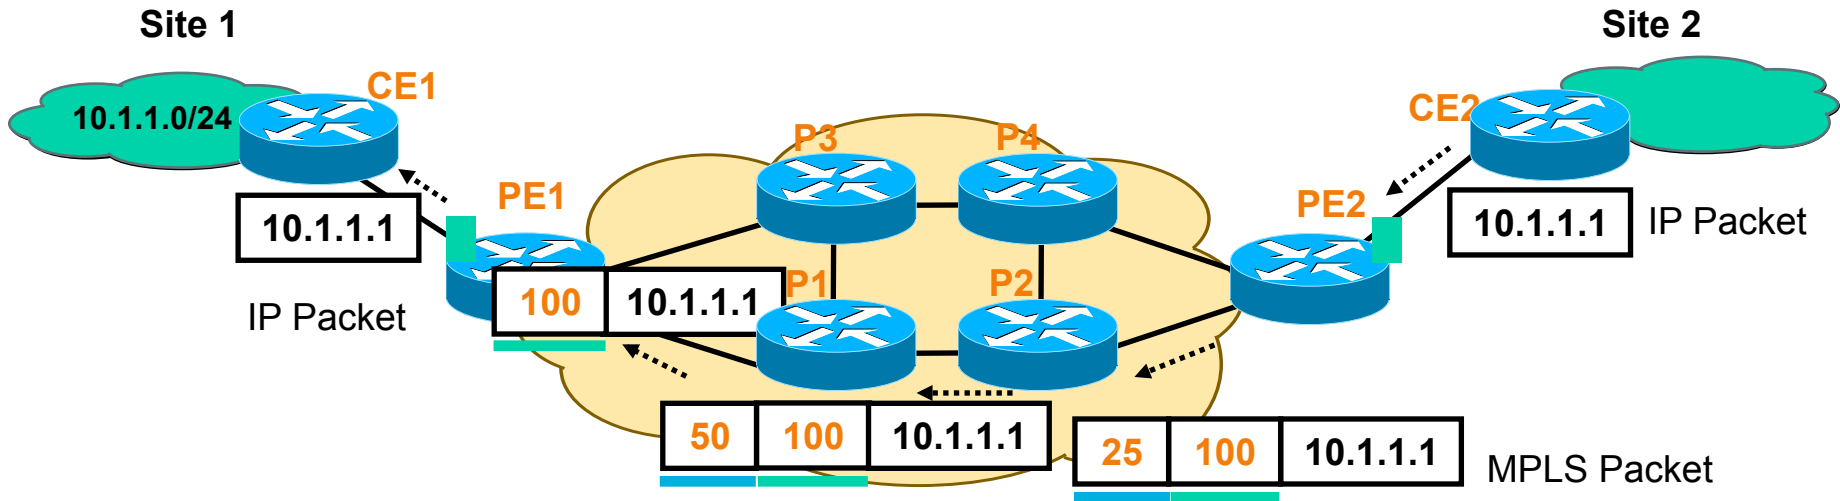 Site 1
Site 2
CE1
10.1.1.0/24
CE2
P3
P4
PE1
PE2
10.1.1.1
10.1.1.1
IP Packet
P1
P2
100 10.1.1.1
IP Packet
50 100 10.1.1.1
25 100 10.1.1.1
MPLS Packet